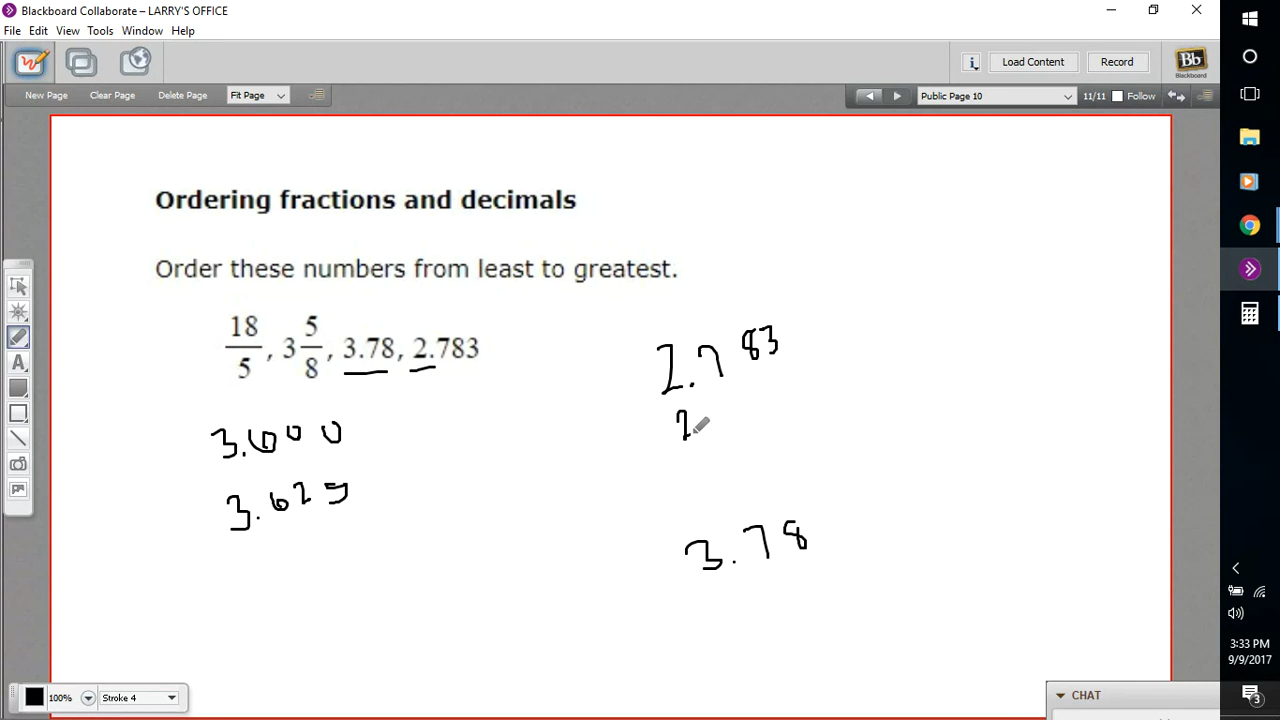 Blackboard Collaborate – LARRY'S OFFICE
File Edit View Tools Window Help
Load Content Record Bb Blackboard
New Page Clear Page Delete Page Fit Page Public Page 10 11/11 Follow
Ordering fractions and decimals
Order these numbers from least to greatest.
18/5, 3 5/8, 3.78, 2.783
2.783
3.600
3.625
3.78
100% Stroke 4
CHAT
3:33 PM
9/9/2017
3